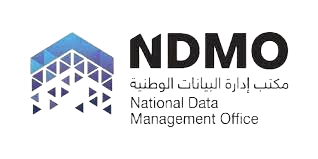 NDMO
مكتب إدارة البيانات الوطنية
National Data
Management Office